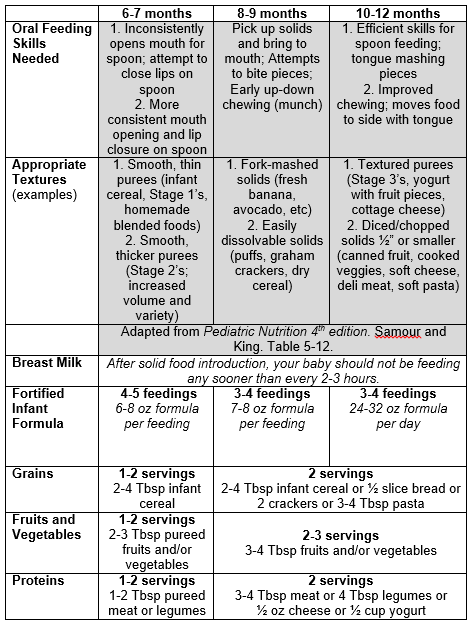 6-7 months
8-9 months
10-12 months
Oral Feeding
Skills
Needed
1. Inconsistently
opens mouth for
spoon; attempt to
close lips on
spoon
2. More
consistent mouth
opening and lip
closure on spoon
Pick up solids
and bring to
mouth; Attempts
to bite pieces;
Early up-down
chewing (munch)
1. Efficient skills for
spoon feeding;
tongue mashing
pieces
2. Improved
chewing; moves food
to side with tongue
Appropriate
Textures
(examples)
1. Smooth, thin
purees (infant
cereal, Stage 1’s,
homemade
blended foods)
2. Smooth,
thicker purees
(Stage 2’s;
increased
volume and
variety)
1. Fork-mashed
solids (fresh
banana,
avocado, etc)
2. Easily
dissolvable solids
(puffs, graham
crackers, dry
cereal)
1. Textured purees
(Stage 3’s, yogurt
with fruit pieces,
cottage cheese)
2. Diced/chopped
solids ½” or smaller
(canned fruit, cooked
veggies, soft cheese,
deli meat, soft pasta)
Adapted from Pediatric Nutrition 4th edition. Samour and
King. Table 5-12.
Breast Milk
After solid food introduction, your baby should not be feeding
any sooner than every 2-3 hours.
Fortified
Infant
Formula
4-5 feedings
6-8 oz formula
per feeding
3-4 feedings
7-8 oz formula
per feeding
3-4 feedings
24-32 oz formula
per day
Grains
1-2 servings
2-4 Tbsp infant
cereal
2 servings
2-4 Tbsp infant cereal or ½ slice bread or
2 crackers or 3-4 Tbsp pasta
Fruits and
Vegetables
1-2 servings
2-3 Tbsp pureed
fruits and/or
vegetables
2-3 servings
3-4 Tbsp fruits and/or vegetables
Proteins
1-2 servings
1-2 Tbsp pureed
meat or legumes
2 servings
3-4 Tbsp meat or 4 Tbsp legumes or
½ oz cheese or ½ cup yogurt